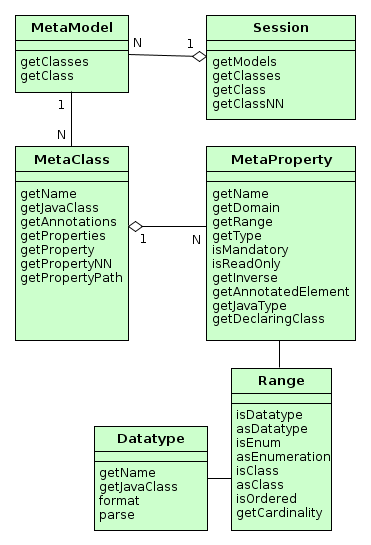 MetaModel
getClasses
getClass
N
1
Session
getModels
getClasses
getClass
getClassNN
1
N
MetaClass
getName
getJavaClass
getAnnotations
getProperties
getProperty
getPropertyNN
getPropertyPath
1
N
MetaProperty
getName
getDomain
getRange
getType
isMandatory
isReadOnly
getInverse
getAnnotatedElement
getJavaType
getDeclaringClass
Range
isDatatype
asDatatype
isEnum
asEnumeration
isClass
asClass
isOrdered
getCardinality
Datatype
getName
getJavaClass
format
parse